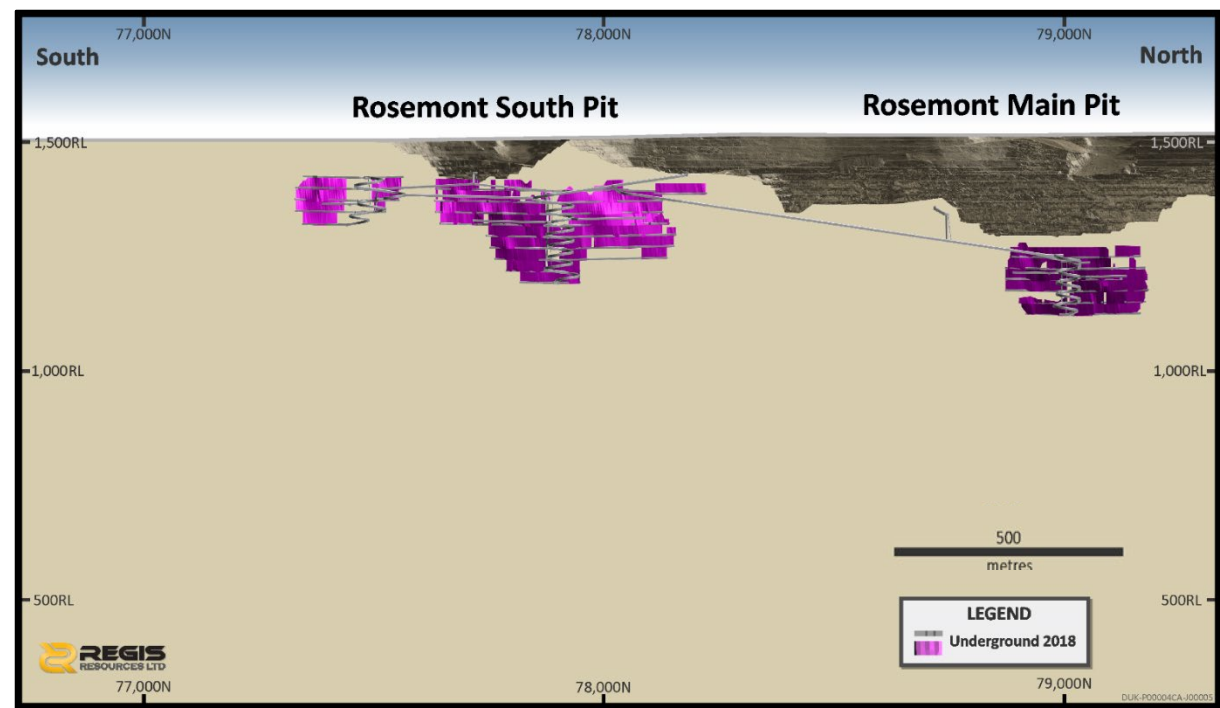 77,000N
78,000N
79,000N
South
North
Rosemont South Pit
Rosemont Main Pit
1,500RL
1,500RL
1,000RL
1,000RL
500
metres
500RL
500RL
LEGEND
Underground 2018
REGIS
RESOURCES LTD
77,000N
78,000N
79,000N
DUK-P00004CA-J00005